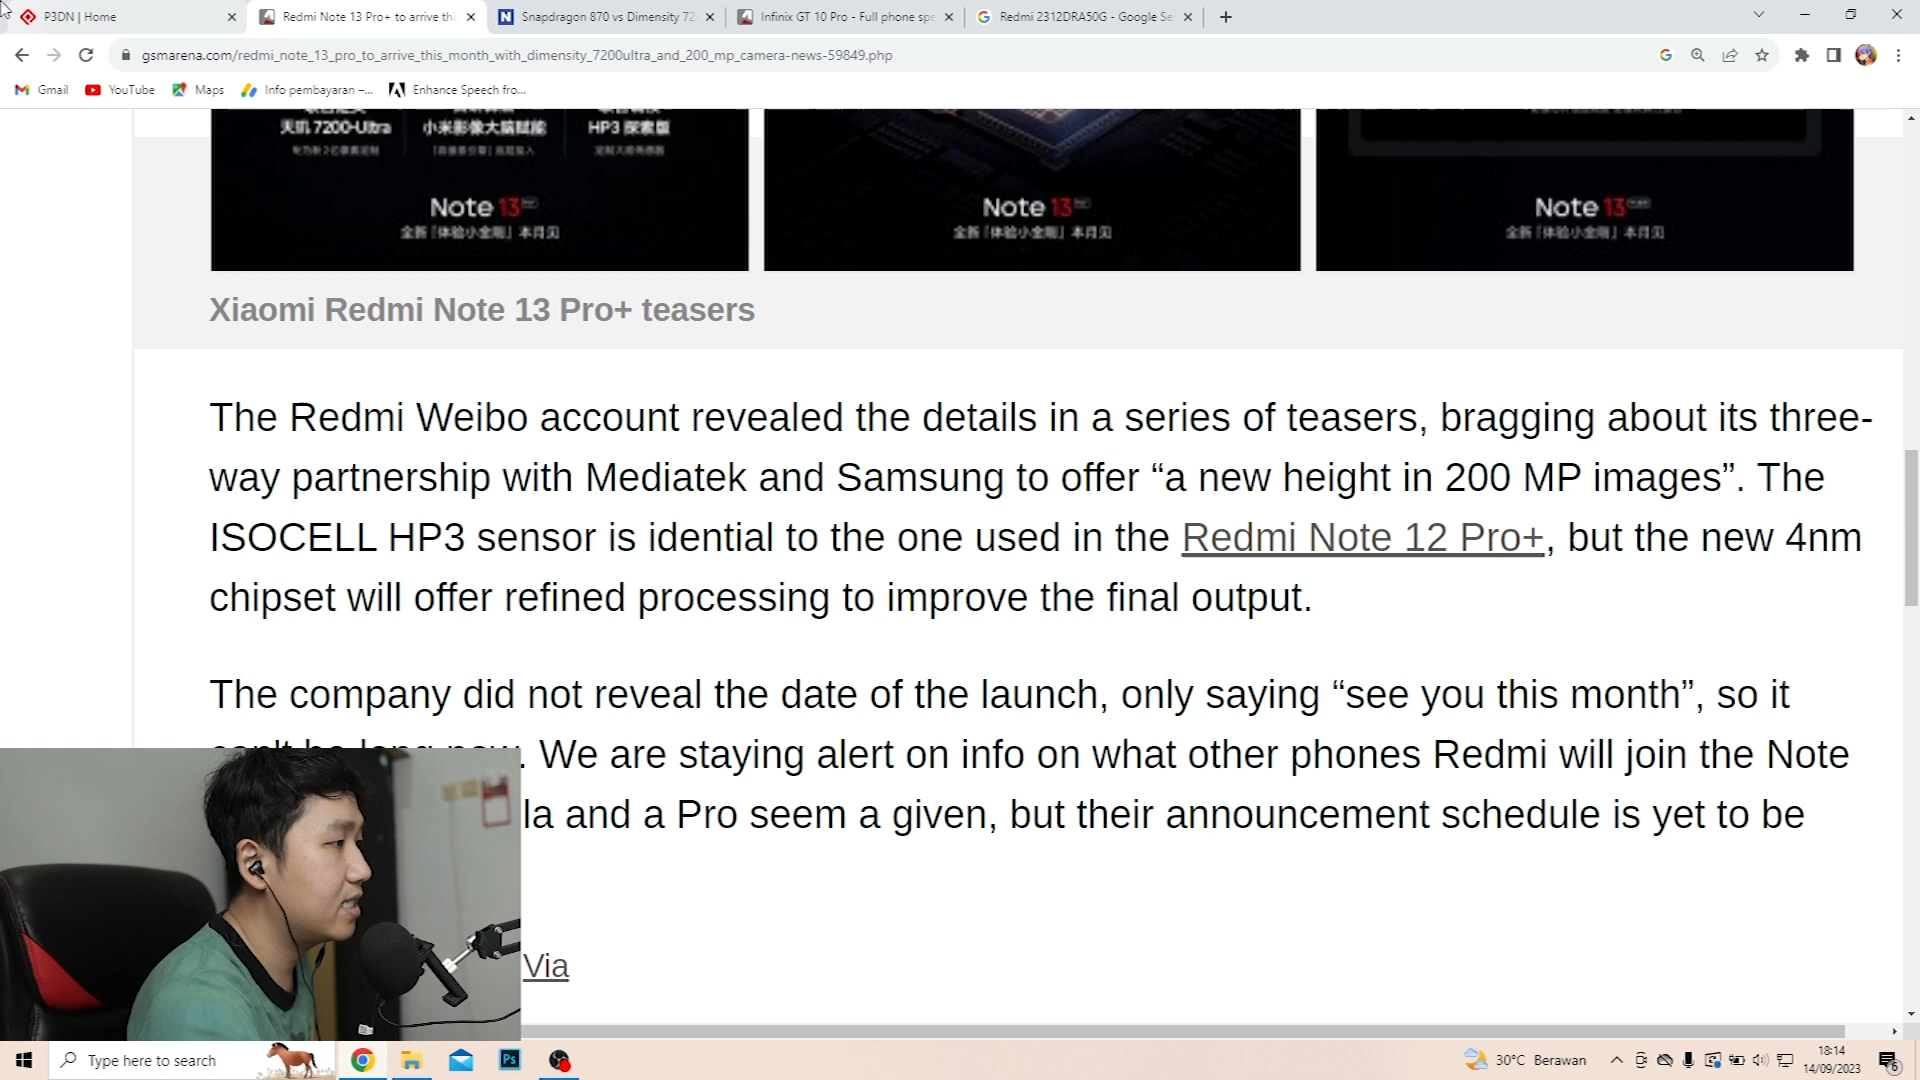 P3DN | Home
Redmi Note 13 Pro+ to arrive thi
Snapdragon 870 vs Dimensity 72
Infinix GT 10 Pro - Full phone spe
Redmi 2312DRA50G - Google Se
gsmarena.com/redmi_note_13_pro_to_arrive_this_month_with_dimensity_7200ultra_and_200_mp_camera-news-59849.php
Gmail
YouTube
Maps
Info pembayaran –...
Enhance Speech fro...
天玑 7200-Ultra
小米影像大脑赋能
HP3 探索版
Note 13
全新「体验小金刚」本月见
Note 13
全新「体验小金刚」本月见
Note 13
全新「体验小金刚」本月见
Xiaomi Redmi Note 13 Pro+ teasers
The Redmi Weibo account revealed the details in a series of teasers, bragging about its three-
way partnership with Mediatek and Samsung to offer “a new height in 200 MP images”. The
ISOCELL HP3 sensor is idential to the one used in the Redmi Note 12 Pro+, but the new 4nm
chipset will offer refined processing to improve the final output.
The company did not reveal the date of the launch, only saying “see you this month”, so it
can't be long now. We are staying alert on info on what other phones Redmi will join the Note
la and a Pro seem a given, but their announcement schedule is yet to be
Via
Type here to search
Ps
30°C Berawan
18:14
14/09/2023
6